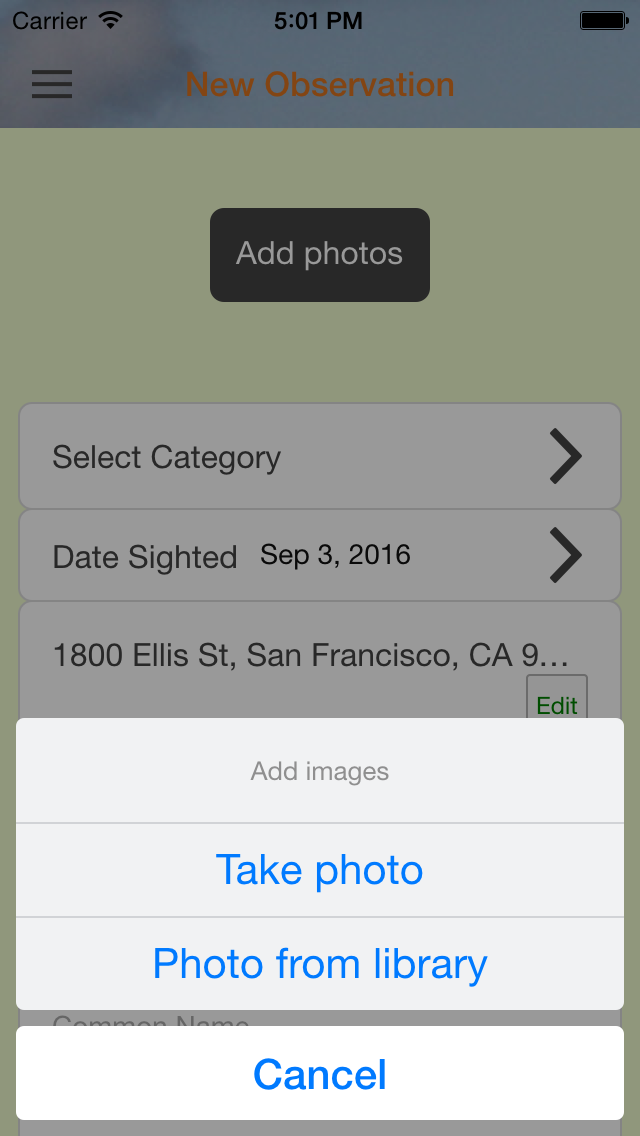 Carrier 5:01 PM
New Observation
Add photos
Select Category
Date Sighted Sep 3, 2016
1800 Ellis St, San Francisco, CA 9…
Edit
Add images
Take photo
Photo from library
Common Name
Cancel